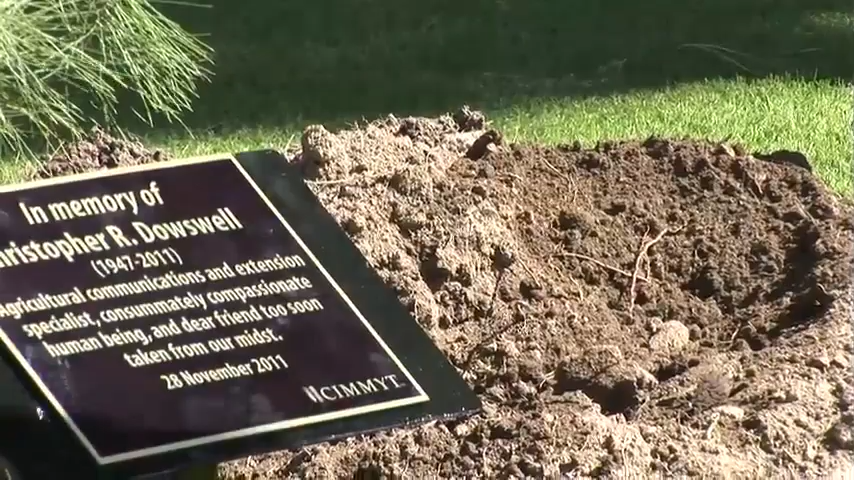 In memory of
hristopher R. Dowswell
(1947-2011)
Agricultural communications and extension
specialist, consummately compassionate
human being, and dear friend too soon
taken from our midst.
28 November 2011
CIMMYT.